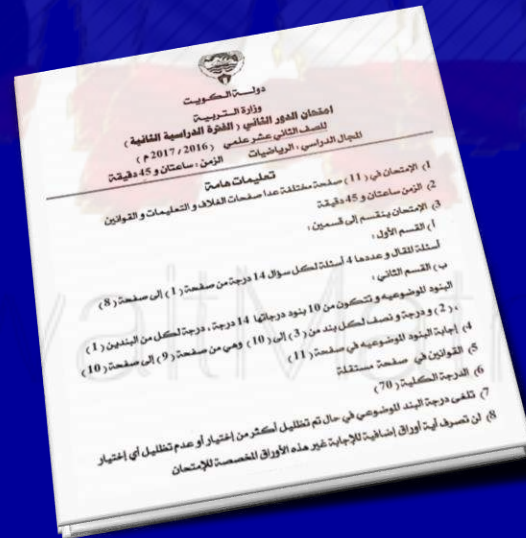 دولة الكويت
وزارة التربية
امتحان الدور الثاني ( الفترة الدراسية الثانية )
للصف الثاني عشر علمي ( 2016 / 2017 م )
المجال الدراسي : الرياضيات الزمن : ساعتان و 45 دقيقة
تعليمات هامة
1) الإمتحان في ( 11 ) صفحة مختلفة عدا صفحات الغلاف و التعليمات و القوانين
2) الزمن ساعتان و 45 دقيقة
3) الإمتحان ينقسم إلى قسمين :
أ) القسم الأول :
أسئلة المقال و عددها 4 أسئلة لكل سؤال 14 درجة من صفحة ( 1 ) إلى صفحة ( 8 )
ب) القسم الثاني :
البنود الموضوعيه و تتكون من 10 بنود درجاتها 14 درجة ، درجة لكل من البندين ( 1 )
، ( 2 ) و درجة و نصف لكل بند من ( 3 ) إلى ( 10 ) وهي من صفحة ( 9 ) إلى صفحة ( 10 )
4) إجابة البنود الموضوعيه في صفحة ( 11 )
5) القوانين في صفحة مستقلة
6) الدرجة الكلية ( 70 )
7) تلغى درجة البند الموضوعي في حال تم تظليل أكثر من إختيار أو عدم تظليل أي إختيار
8) لن تصرف أية أوراق إضافية للإجابة غير هذه الأوراق المخصصة للإمتحان